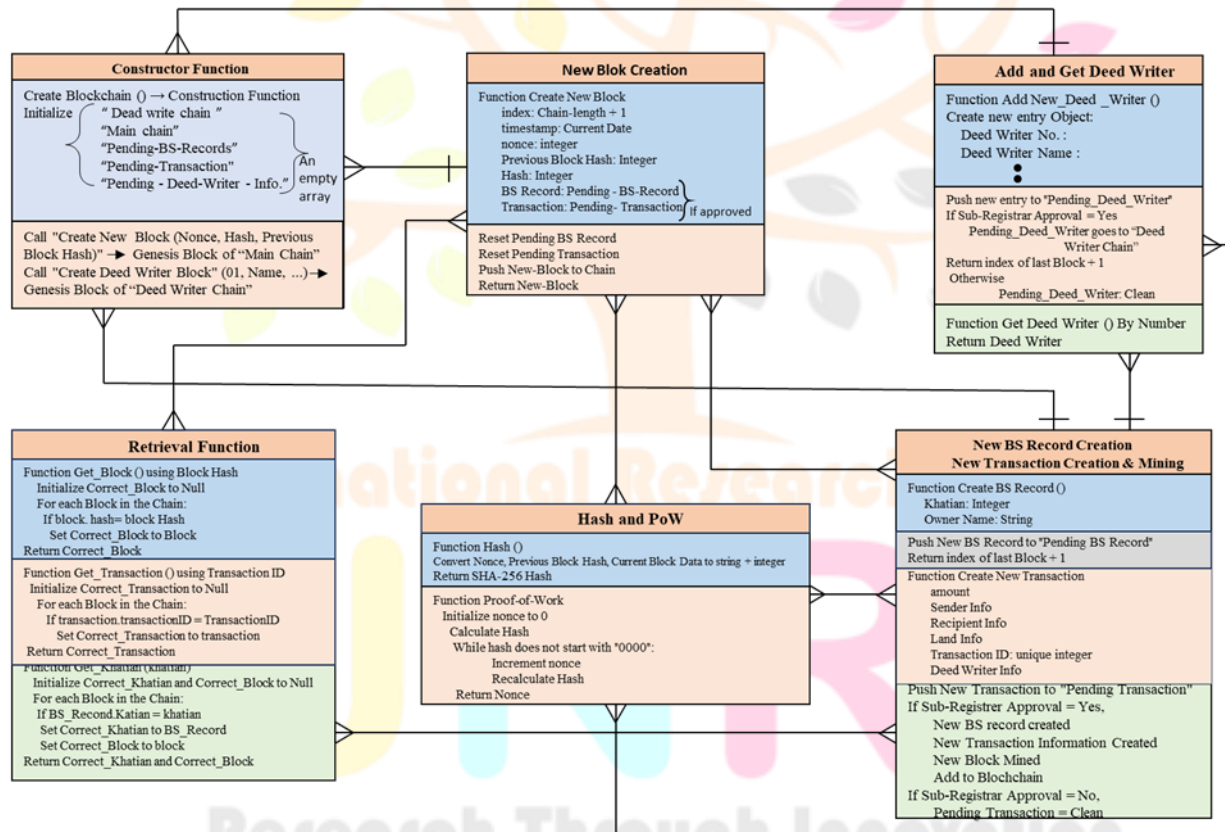 Constructor Function
Create Blockchain () → Construction Function
Initialize
" Dead write chain "
"Main chain"
"Pending-BS-Records"
"Pending-Transaction"
"Pending - Deed-Writer - Info."
An
empty
array
Call "Create New Block (Nonce, Hash, Previous
Block Hash)" → Genesis Block of "Main Chain"
Call "Create Deed Writer Block" (01, Name, ...)→
Genesis Block of "Deed Writer Chain"
New Blok Creation
Function Create New Block
index: Chain-length + 1
timestamp: Current Date
nonce: integer
Previous Block Hash: Integer
Hash: Integer
BS Record: Pending - BS-Record
Transaction: Pending- Transaction
If approved
Reset Pending BS Record
Reset Pending Transaction
Push New-Block to Chain
Return New-Block
Add and Get Deed Writer
Function Add New_Deed _Writer ()
Create new entry Object:
Deed Writer No. :
Deed Writer Name :
Push new entry to "Pending_Deed_Writer"
If Sub-Registrar Approval = Yes
Pending_Deed_Writer goes to "Deed
Writer Chain"
Return index of last Block + 1
Otherwise
Pending_Deed_Writer: Clean
Function Get Deed Writer () By Number
Return Deed Writer
Retrieval Function
Function Get_Block () using Block Hash
Initialize Correct_Block to Null
For each Block in the Chain:
If block. hash= block Hash
Set Correct_Block to Block
Return Correct_Block
Function Get_Transaction () using Transaction ID
Initialize Correct_Transaction to Null
For each Block in the Chain:
If transaction.transactionID = TransactionID
Set Correct_Transaction to transaction
Return Correct_Transaction
Function Get_Khatian (khatian)
Initialize Correct_Khatian and Correct_Block to Null
For each Block in the Chain:
If BS_Recond.Katian = khatian
Set Correct_Khatian to BS_Record
Set Correct_Block to block
Return Correct_Khatian and Correct_Block
Hash and PoW
Function Hash ()
Convert Nonce, Previous Block Hash, Current Block Data to string + integer
Return SHA-256 Hash
Function Proof-of-Work
Initialize nonce to 0
Calculate Hash
While hash does not start with "0000":
Increment nonce
Recalculate Hash
Return Nonce
New BS Record Creation
New Transaction Creation & Mining
Function Create BS Record ()
Khatian: Integer
Owner Name: String
Push New BS Record to "Pending BS Record"
Return index of last Block + 1
Function Create New Transaction
amount
Sender Info
Recipient Info
Land Info
Transaction ID: unique integer
Deed Writer Info
Push New Transaction to "Pending Transaction"
If Sub-Registrer Approval = Yes,
New BS record created
New Transaction Information Created
New Block Mined
Add to Blochchain
If Sub-Registrar Approval = No,
Pending Transaction = Clean
national Research
JNR
Research Through Innovation